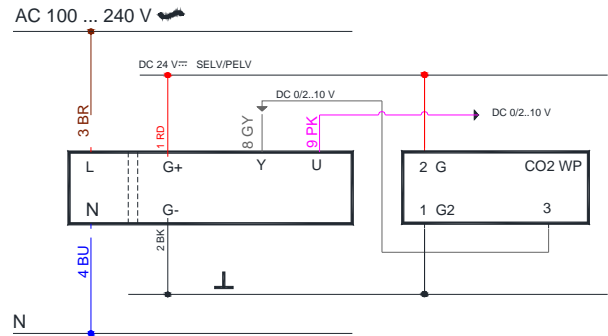 AC 100 ... 240 V
DC 24 V SELV/PELV
DC 0/2..10 V
DC 0/2..10 V
3 BR
1 RD
8 GY
9 PK
L
G+
Y
U
2 G
CO2 WP
N
G-
1 G2
3
4 BU
2 BK
N